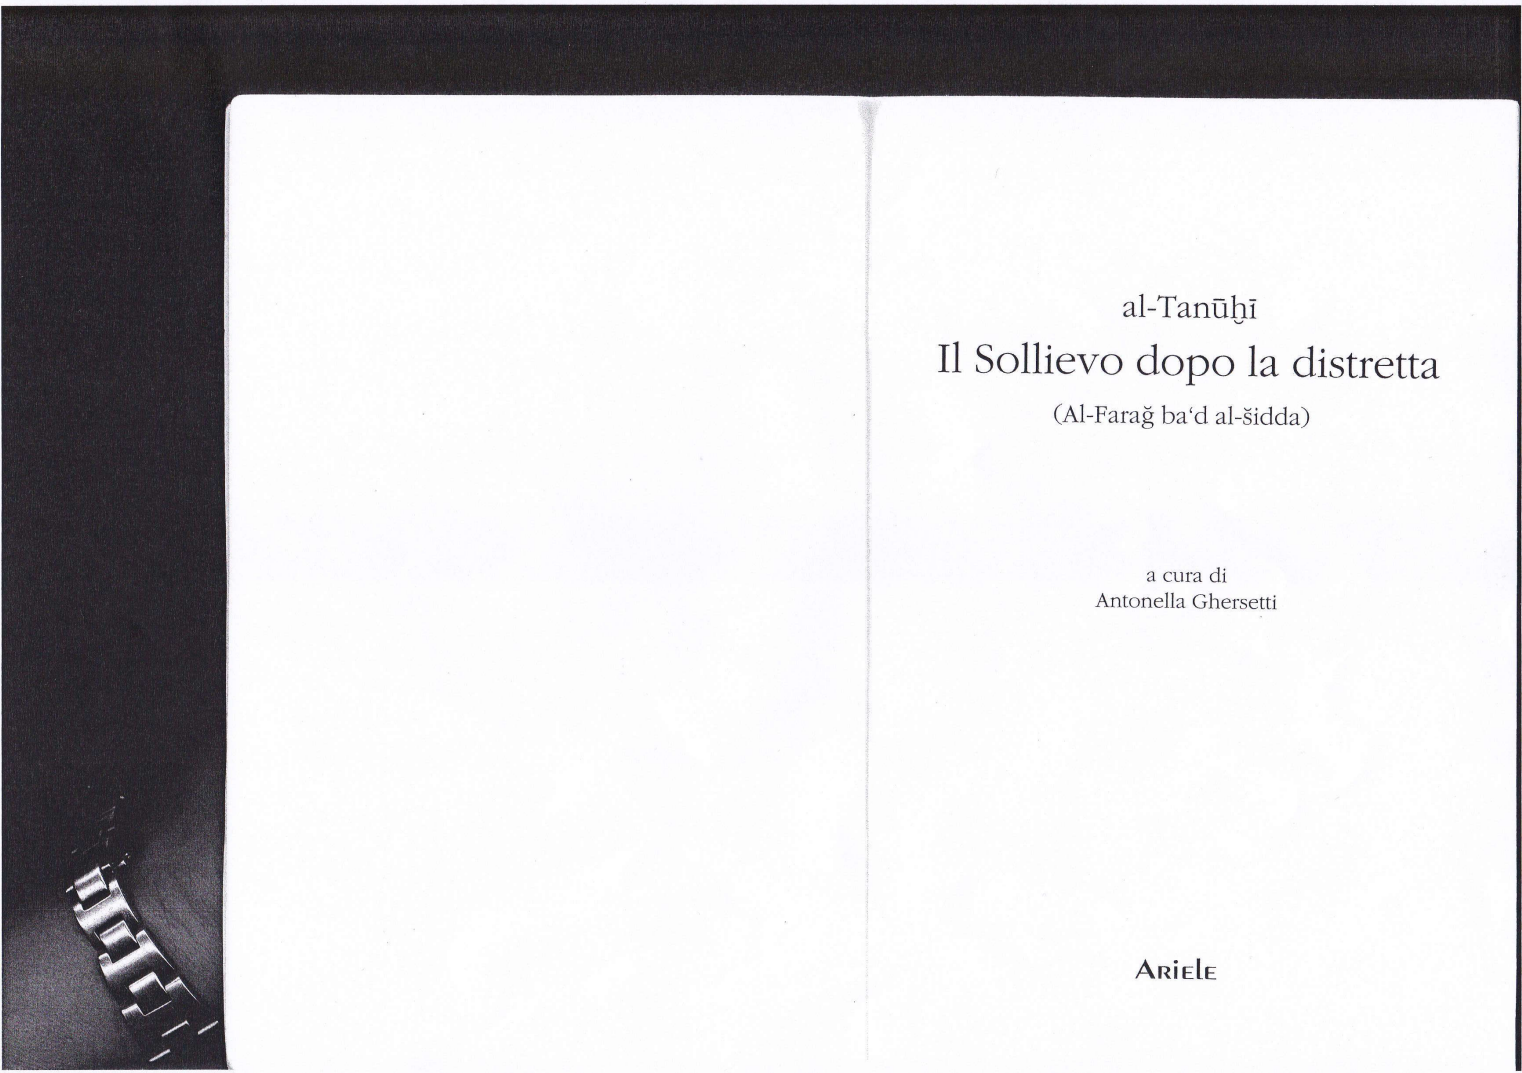 al-Tanūḫī
Il Sollievo dopo la distretta
(Al-Farağ ba‘d al-šidda)
a cura di
Antonella Ghersetti
ARiElE